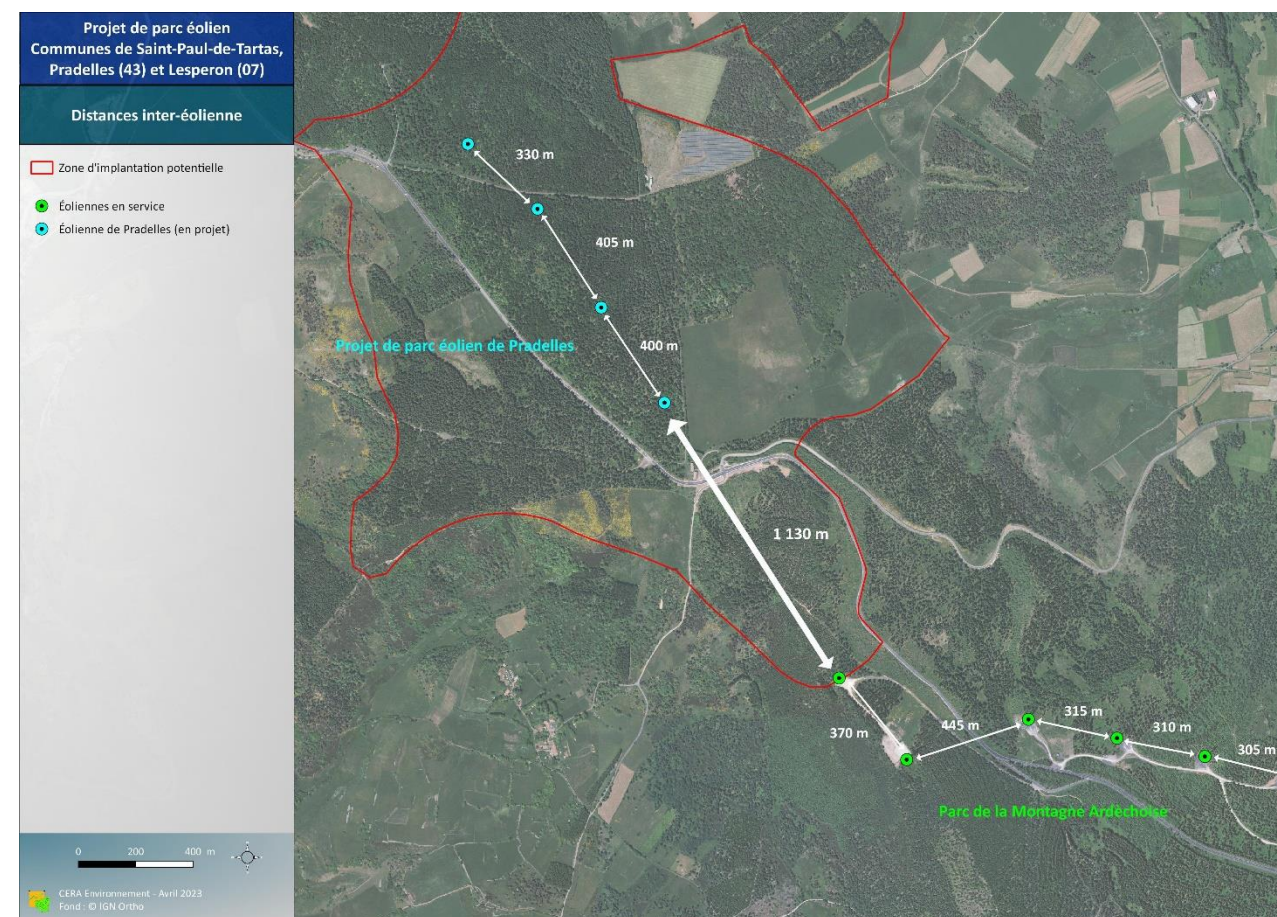 Projet de parc éolien
Communes de Saint-Paul-de-Tartas,
Pradelles (43) et Lesperon (07)
Distances inter-éolienne
Zone d'implantation potentielle
Éoliennes en service
Éolienne de Pradelles (en projet)
330 m
405 m
Projet de parc éolien de Pradelles
400 m
1 130 m
370 m
445 m
315 m
310 m
305 m
Parc de la Montagne Ardèchoise
0 200 400 m
CERA Environnement - Avril 2023
Fond : © IGN Ortho